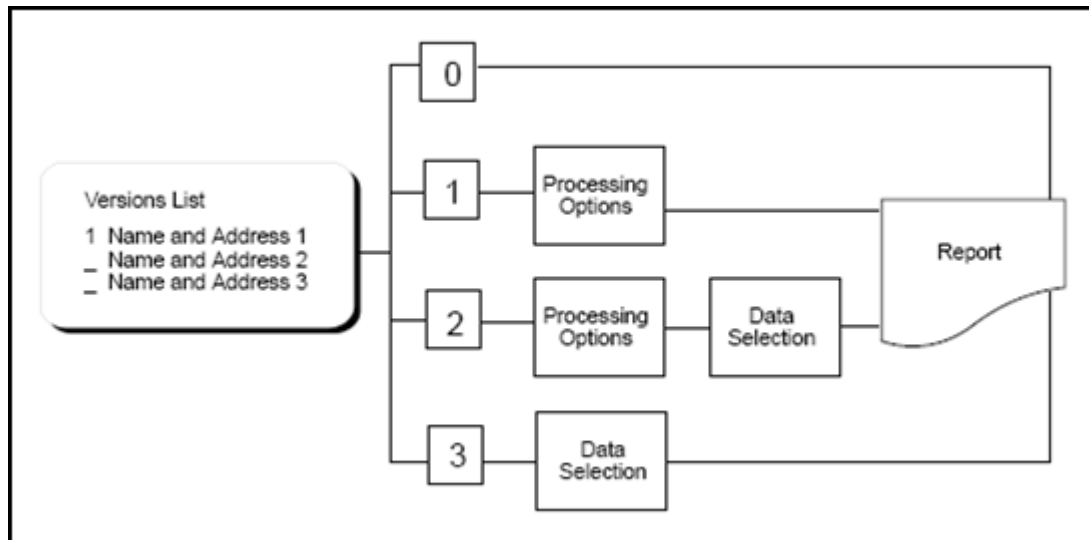 Versions List
1 Name and Address 1
_ Name and Address 2
_ Name and Address 3
0
1
Processing
Options
2
Processing
Options
Data
Selection
3
Data
Selection
Report